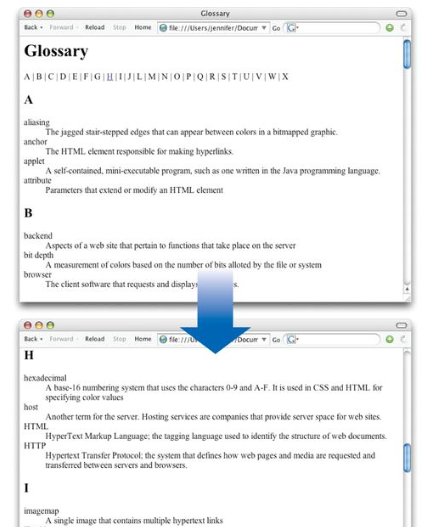 Glossary
Back Forward Reload Stop Home file:///Users/jennifer/Docum Go
Glossary
A | B | C | D | E | F | G | H | I | J | L | M | N | O | P | Q | R | S | T | U | V | W | X
A
aliasing
The jagged stair-stepped edges that can appear between colors in a bitmapped graphic.
anchor
The HTML element responsible for making hyperlinks.
applet
A self-contained, mini-executable program, such as one written in the Java programming language.
attribute
Parameters that extend or modify an HTML element
B
backend
Aspects of a web site that pertain to functions that take place on the server
bit depth
A measurement of colors based on the number of bits alloted by the file or system
browser
The client software that requests and displays
Back Forward Reload Stop Home file:///U Docum Go
H
hexadecimal
A base-16 numbering system that uses the characters 0-9 and A-F. It is used in CSS and HTML for
specifying color values
host
Another term for the server. Hosting services are companies that provide server space for web sites.
HTML
HyperText Markup Language; the tagging language used to identify the structure of web documents.
HTTP
Hypertext Transfer Protocol; the system that defines how web pages and media are requested and
transferred between servers and browsers.
I
imagemap
A single image that contains multiple hypertext links